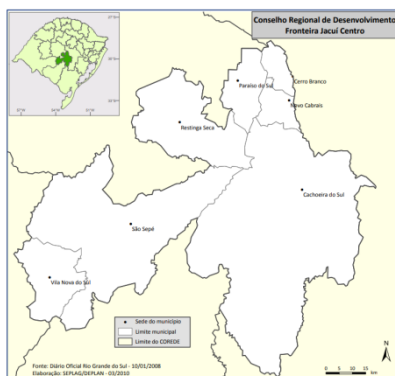 Conselho Regional de Desenvolvimento
Fronteira Jacuí Centro
Cerro Branco
Paraíso do Sul
Novo Cabrais
Restinga Seca
Cachoeira do Sul
São Sepé
Vila Nova do Sul
Sede do município
Limite municipal
Limite do COREDE
N
0 5 10 15
km
Fonte: Diário Oficial Rio Grande do Sul - 10/01/2008
Elaboração: SEPLAG/DEPLAN - 03/2010